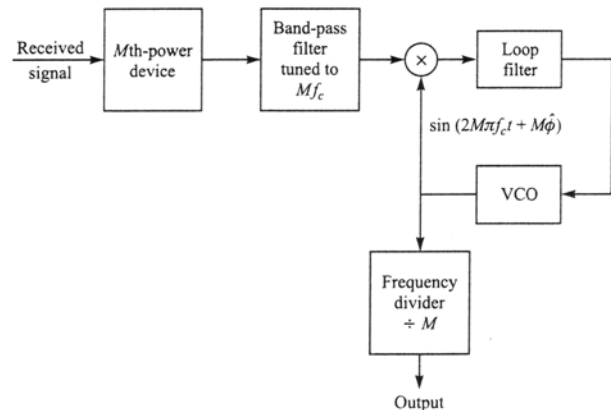 Received
signal
Mth-power
device
Band-pass
filter
tuned to
Mf_c
×
Loop
filter
sin (2Mπf_ct + Mφ̂)
VCO
Frequency
divider
÷ M
Output